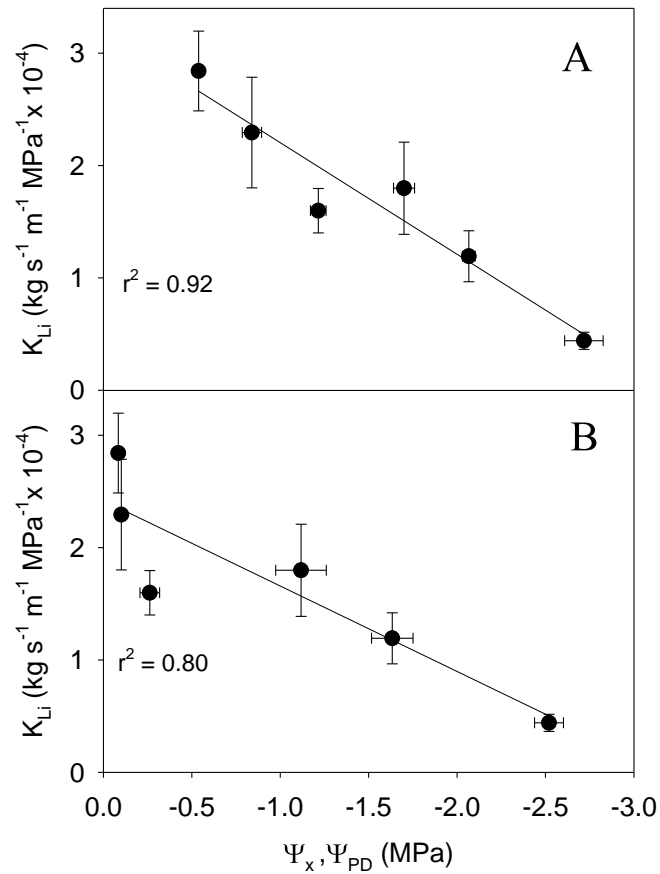 A
K_Li (kg s⁻¹ m⁻¹ MPa⁻¹ x 10⁻⁴)
3
2
1
0
r² = 0.92
B
K_Li (kg s⁻¹ m⁻¹ MPa⁻¹ x 10⁻⁴)
3
2
1
0
r² = 0.80
0.0 -0.5 -1.0 -1.5 -2.0 -2.5 -3.0
Ψ_x, Ψ_PD (MPa)